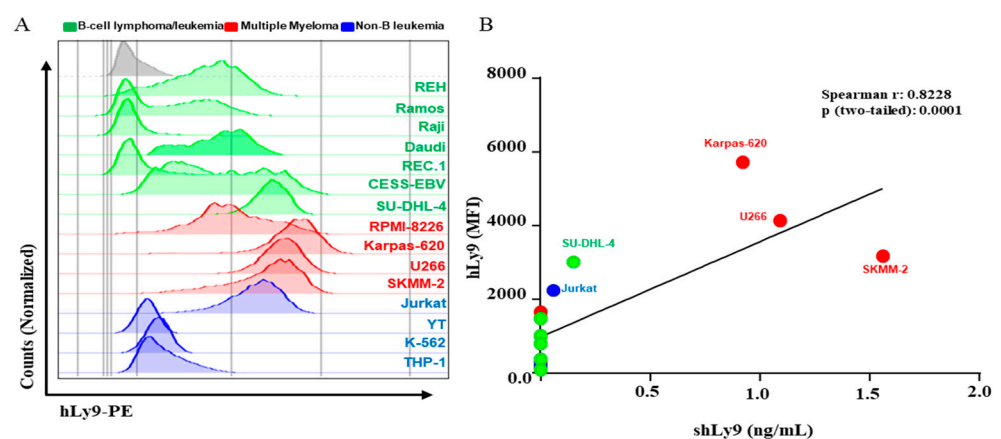 A
B-cell lymphoma/leukemia Multiple Myeloma Non-B leukemia
REH
Ramos
Raji
Daudi
REC.1
CESS-EBV
SU-DHL-4
RPMI-8226
Karpas-620
U266
SKMM-2
Jurkat
YT
K-562
THP-1
Counts (Normalized)
hLy9-PE
B
8000
6000
4000
2000
0.0
hLy9 (MFI)
Spearman r: 0.8228
p (two-tailed): 0.0001
Karpas-620
U266
SU-DHL-4
SKMM-2
Jurkat
0.5
1.0
1.5
2.0
shLy9 (ng/mL)